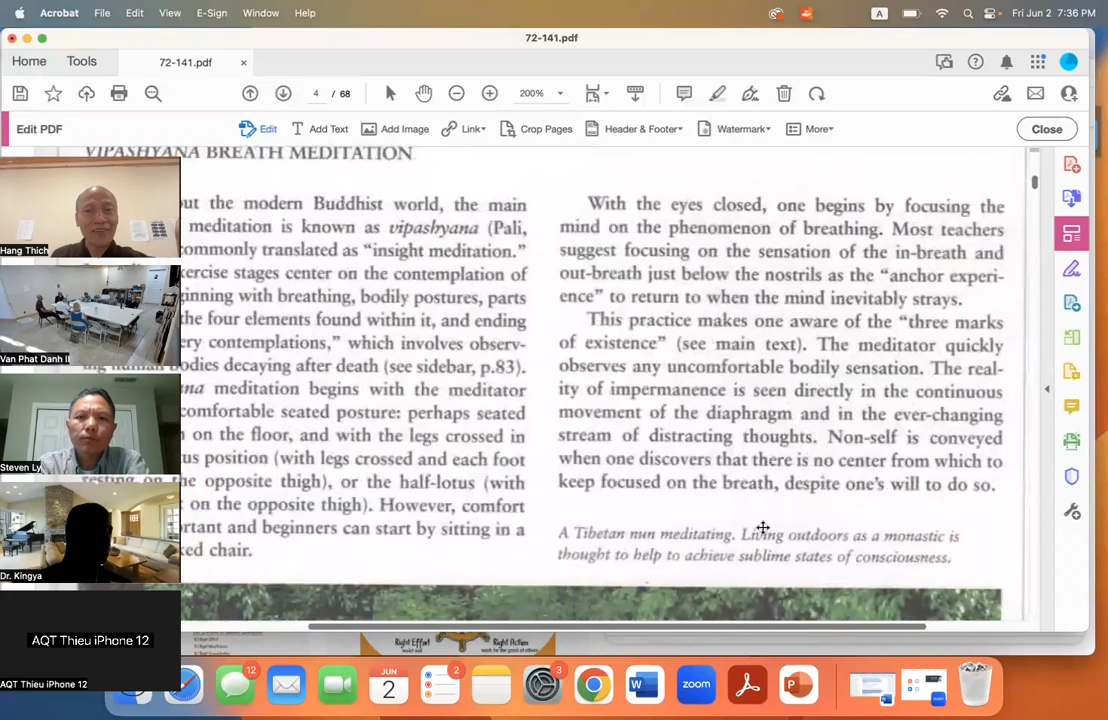 Acrobat File Edit View E-Sign Window Help
A
Fri Jun 2 7:36 PM
72-141.pdf
Home Tools 72-141.pdf ×
4 / 68
200%
Edit PDF
Edit Add Text Add Image Link Crop Pages Header & Footer Watermark More
Close
VIPASHYANA BREATH MEDITATION
the modern Buddhist world, the main
meditation is known as vipashyana (Pali,
commonly translated as “insight meditation.”
stages center on the contemplation of
with breathing, bodily postures, parts
the four elements found within it, and ending
contemplations,” which involves observ-
bodies decaying after death (see sidebar, p.83).
meditation begins with the meditator
comfortable seated posture: perhaps seated
on the floor, and with the legs crossed in
position (with legs crossed and each foot
the opposite thigh), or the half-lotus (with
on the opposite thigh). However, comfort
and beginners can start by sitting in a
chair.
With the eyes closed, one begins by focusing the
mind on the phenomenon of breathing. Most teachers
suggest focusing on the sensation of the in-breath and
out-breath just below the nostrils as the “anchor experi-
ence” to return to when the mind inevitably strays.
This practice makes one aware of the “three marks
of existence” (see main text). The meditator quickly
observes any uncomfortable bodily sensation. The real-
ity of impermanence is seen directly in the continuous
movement of the diaphragm and in the ever-changing
stream of distracting thoughts. Non-self is conveyed
when one discovers that there is no center from which to
keep focused on the breath, despite one’s will to do so.
A Tibetan nun meditating. Living outdoors as a monastic is
thought to help to achieve sublime states of consciousness.
Hang Thich
Van Phat Danh II
Steven Ly
Dr. Kingya
AQT Thieu iPhone 12
AQT Thieu iPhone 12
Right Effort
Right Action
12
JUN
2
2
3
W
zoom
P